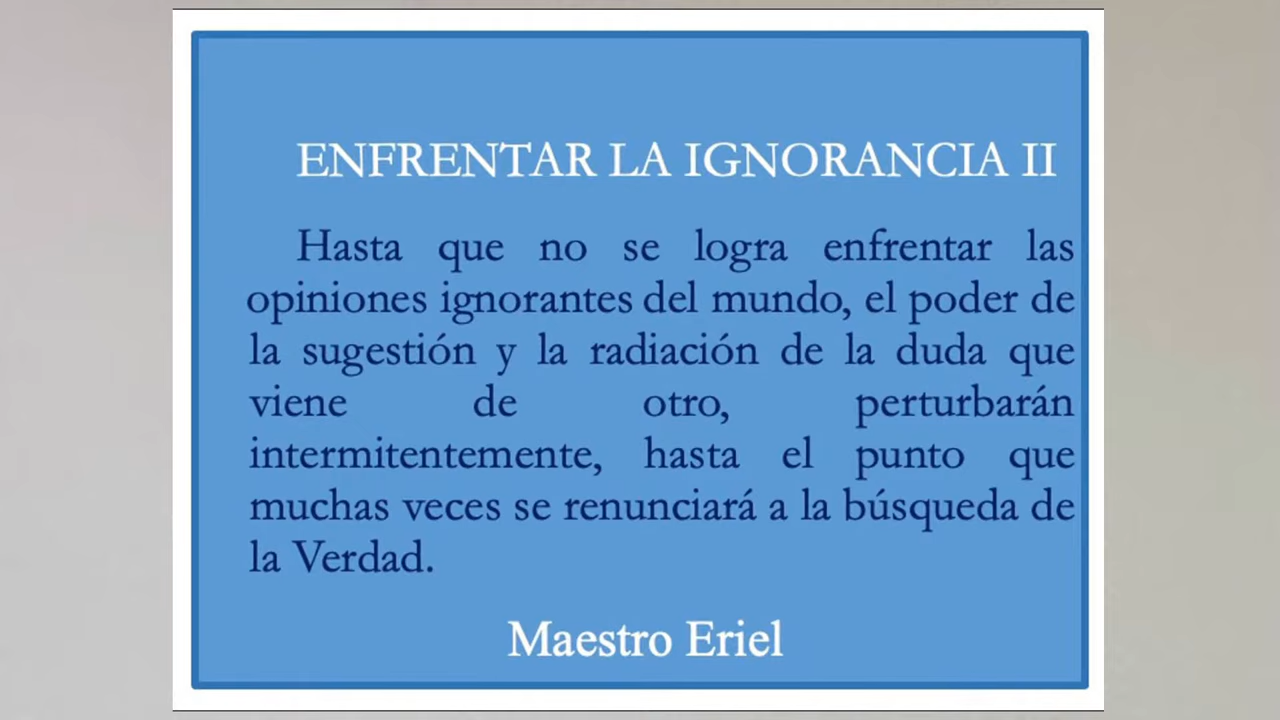 ENFRENTAR LA IGNORANCIA II
Hasta que no se logra enfrentar las
opiniones ignorantes del mundo, el poder de
la sugestión y la radiación de la duda que
viene de otro, perturbarán
intermitentemente, hasta el punto que
muchas veces se renunciará a la búsqueda de
la Verdad.
Maestro Eriel